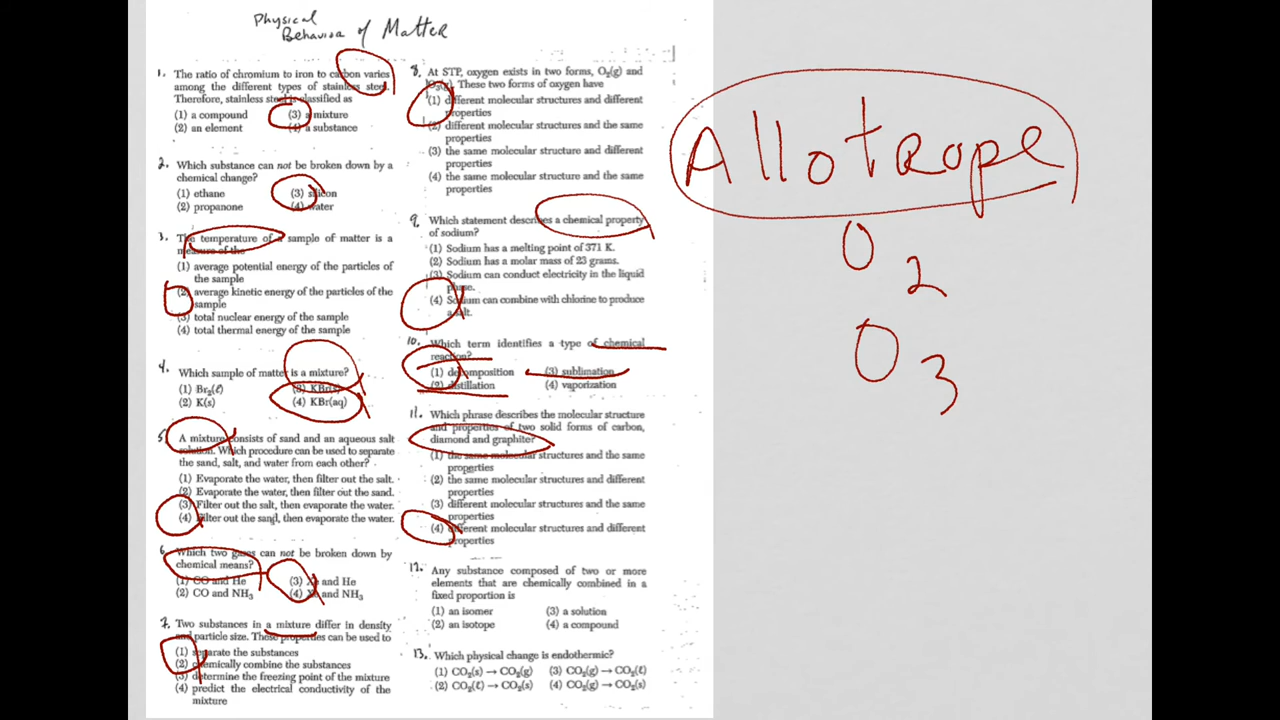 Physical
Behavior of Matter
1. The ratio of chromium to iron to carbon varies
among the different types of stainless steel.
Therefore, stainless steel is classified as
(1) a compound (3) a mixture
(2) an element (4) a substance
2. Which substance can not be broken down by a
chemical change?
(1) ethane (3) silicon
(2) propanone (4) water
3. The temperature of a sample of matter is a
measure of the
(1) average potential energy of the particles of
the sample
(2) average kinetic energy of the particles of the
sample
(3) total nuclear energy of the sample
(4) total thermal energy of the sample
4. Which sample of matter is a mixture?
(1) Br₂(ℓ) (3) KBr(s)
(2) K(s) (4) KBr(aq)
5. A mixture consists of sand and an aqueous salt
solution. Which procedure can be used to separate
the sand, salt, and water from each other?
(1) Evaporate the water, then filter out the salt.
(2) Evaporate the water, then filter out the sand.
(3) Filter out the salt, then evaporate the water.
(4) Filter out the sand, then evaporate the water.
6. Which two gases can not be broken down by
chemical means?
(1) CO and He (3) Xe and He
(2) CO and NH₃ (4) Xe and NH₃
7. Two substances in a mixture differ in density
and particle size. These properties can be used to
(1) separate the substances
(2) chemically combine the substances
(3) determine the freezing point of the mixture
(4) predict the electrical conductivity of the
mixture
8. At STP, oxygen exists in two forms, O₂(g) and
O₃(g). These two forms of oxygen have
(1) different molecular structures and different
properties
(2) different molecular structures and the same
properties
(3) the same molecular structure and different
properties
(4) the same molecular structure and the same
properties
9. Which statement describes a chemical property
of sodium?
(1) Sodium has a melting point of 371 K.
(2) Sodium has a molar mass of 23 grams.
(3) Sodium can conduct electricity in the liquid
phase.
(4) Sodium can combine with chlorine to produce
a salt.
10. Which term identifies a type of chemical
reaction?
(1) decomposition (3) sublimation
(2) distillation (4) vaporization
11. Which phrase describes the molecular structure
and properties of two solid forms of carbon,
diamond and graphite?
(1) the same molecular structures and the same
properties
(2) the same molecular structures and different
properties
(3) different molecular structures and the same
properties
(4) different molecular structures and different
properties
12. Any substance composed of two or more
elements that are chemically combined in a
fixed proportion is
(1) an isomer (3) a solution
(2) an isotope (4) a compound
13. Which physical change is endothermic?
(1) CO₂(s) → CO₂(g) (3) CO₂(g) → CO₂(ℓ)
(2) CO₂(ℓ) → CO₂(s) (4) CO₂(g) → CO₂(s)
Allotrope
O₂
O₃